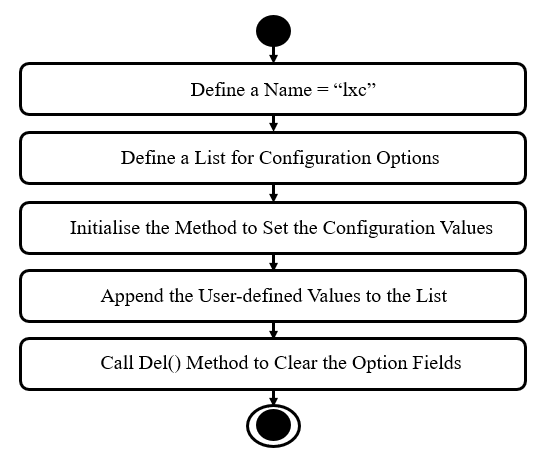 Define a Name = “lxc”
Define a List for Configuration Options
Initialise the Method to Set the Configuration Values
Append the User-defined Values to the List
Call Del() Method to Clear the Option Fields